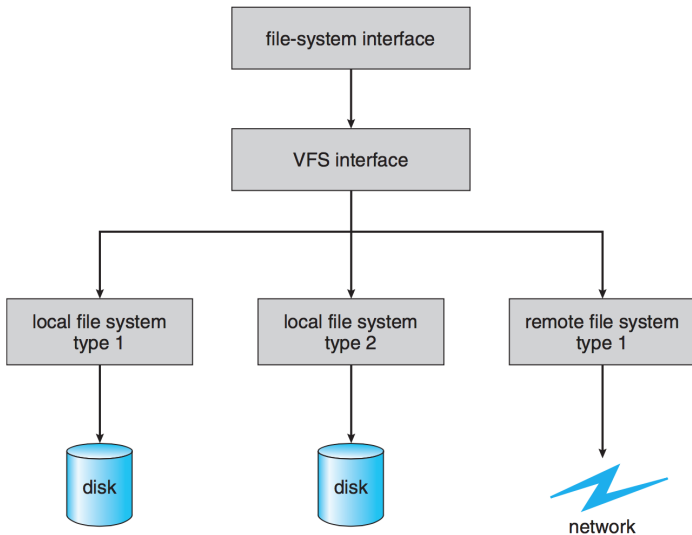 file-system interface
VFS interface
local file system
type 1
local file system
type 2
remote file system
type 1
disk
disk
network